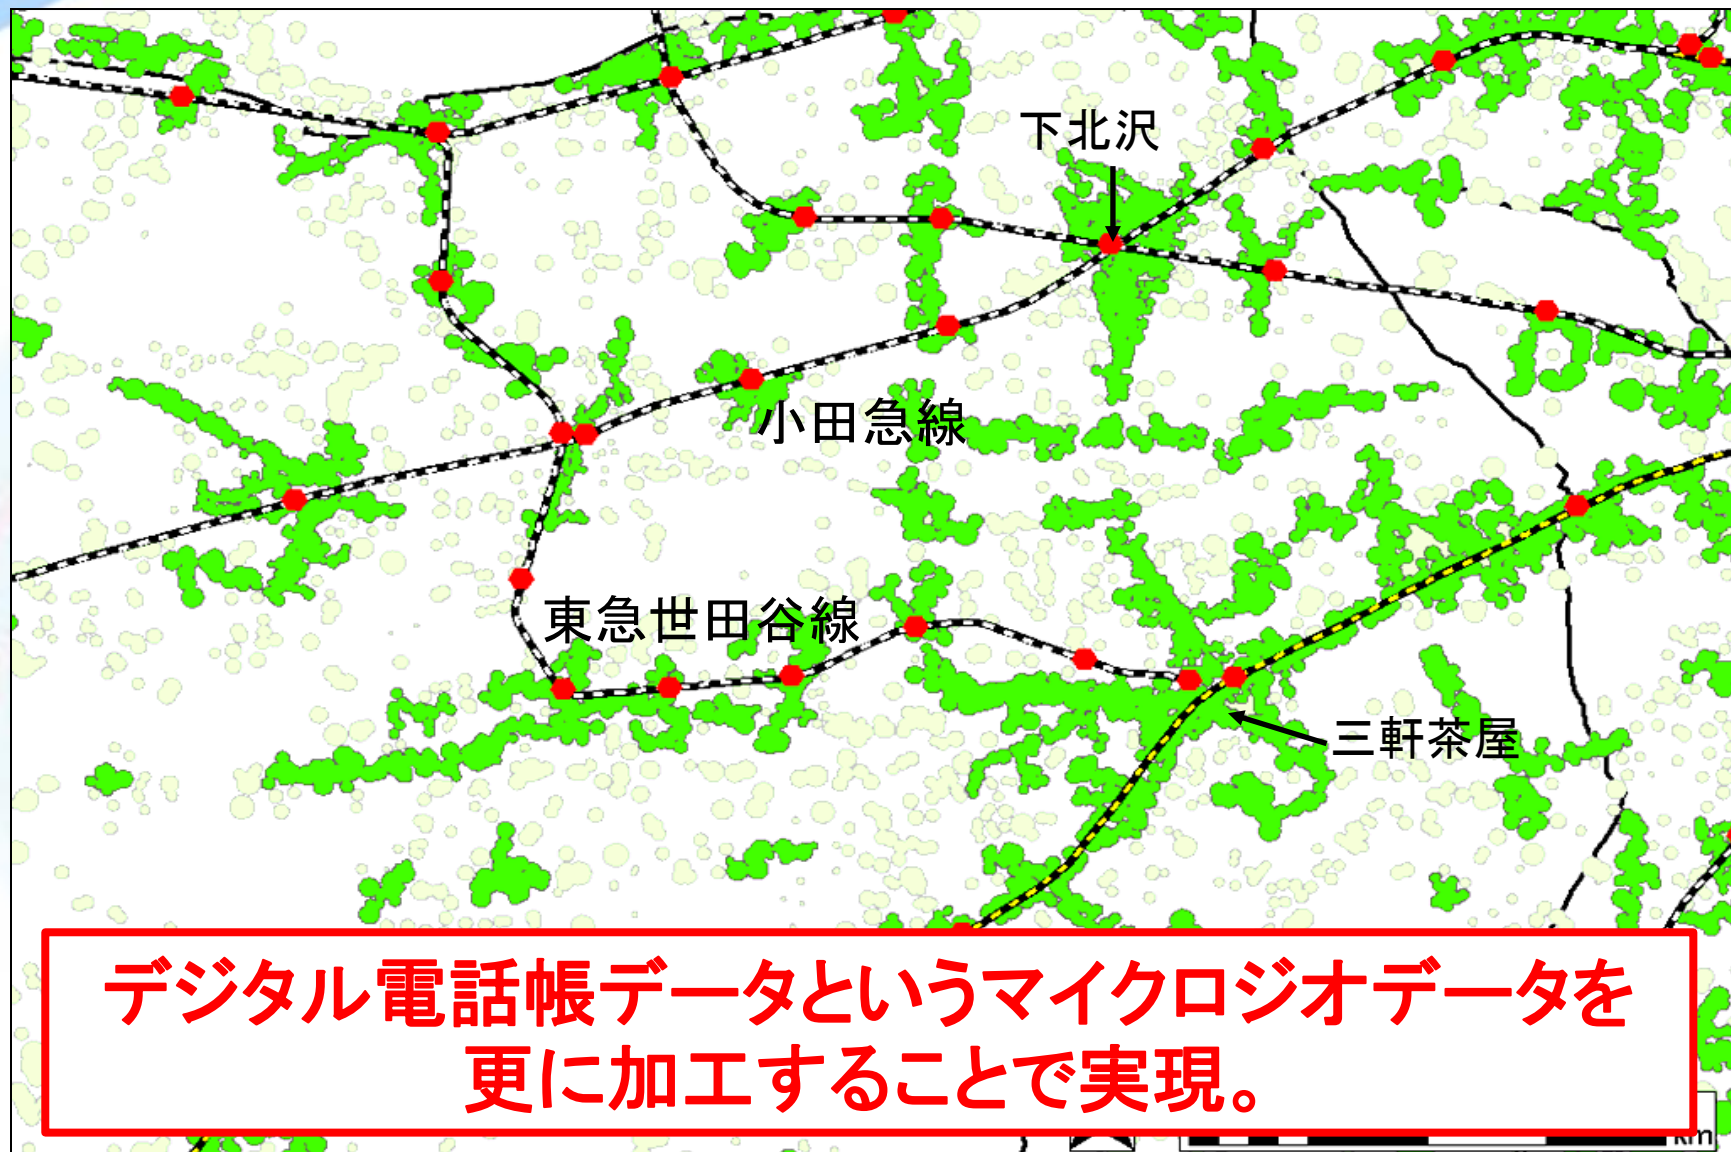 下北沢
小田急線
東急世田谷線
三軒茶屋
デジタル電話帳データというマイクロジオデータを
更に加工することで実現。
km